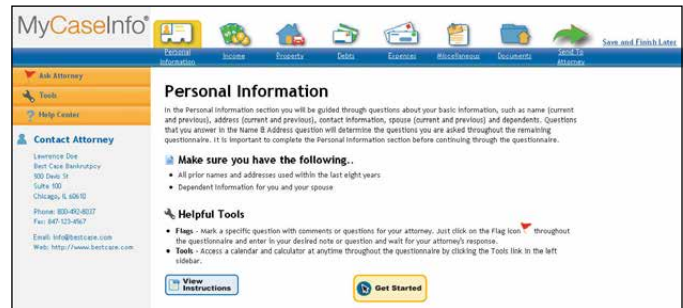 MyCaseInfo®
Personal Information
Income
Property
Debts
Expences
Miscellaneous
Documents
Send To Attorney
Save and Finish Later
Ask Attorney
Tools
Help Center
Contact Attorney
Lawrence Doe
Best Case Bankruptcy
500 Davis St
Suite 100
Chicago, IL 60610
Phone: 800-492-8037
Fax: 847-123-4567
Email: info@bestcase.com
Web: http://www.bestcase.com
Personal Information
In the Personal Information section you will be guided through questions about your basic information, such as name (current
and previous), address (current and previous), contact information, spouse (current and previous) and dependents. Questions
that you answer in the Name & Address question will determine the questions you are asked throughout the remaining
questionnaire. It is important to complete the Personal Information section before continuing through the questionnaire.
Make sure you have the following..
• All prior names and addresses used within the last eight years
• Dependent Information for you and your spouse
Helpful Tools
• Flags - Mark a specific question with comments or questions for your attorney. Just click on the Flag icon throughout
the questionnaire and enter in your desired note or question and wait for your attorney's response.
• Tools - Access a calendar and calculator at anytime throughout the questionnaire by clicking the Tools link in the left
sidebar.
View Instructions
Get Started